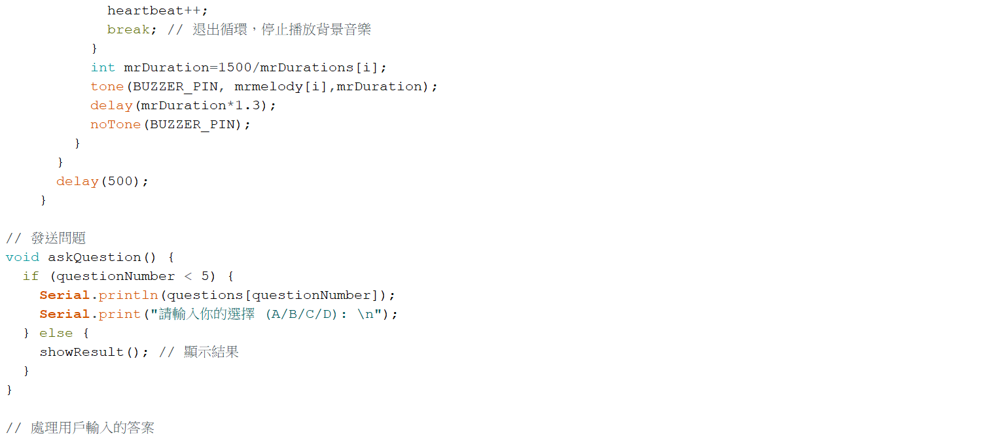 heartbeat++;
break; // 退出循環，停止播放背景音樂
}
int mrDuration=1500/mrDurations[i];
tone(BUZZER_PIN, mrmelody[i],mrDuration);
delay(mrDuration*1.3);
noTone(BUZZER_PIN);
}
}
delay(500);
}
// 發送問題
void askQuestion() {
if (questionNumber < 5) {
Serial.println(questions[questionNumber]);
Serial.print("請輸入你的選擇 (A/B/C/D): \n");
} else {
showResult(); // 顯示結果
}
}
// 處理用戶輸入的答案